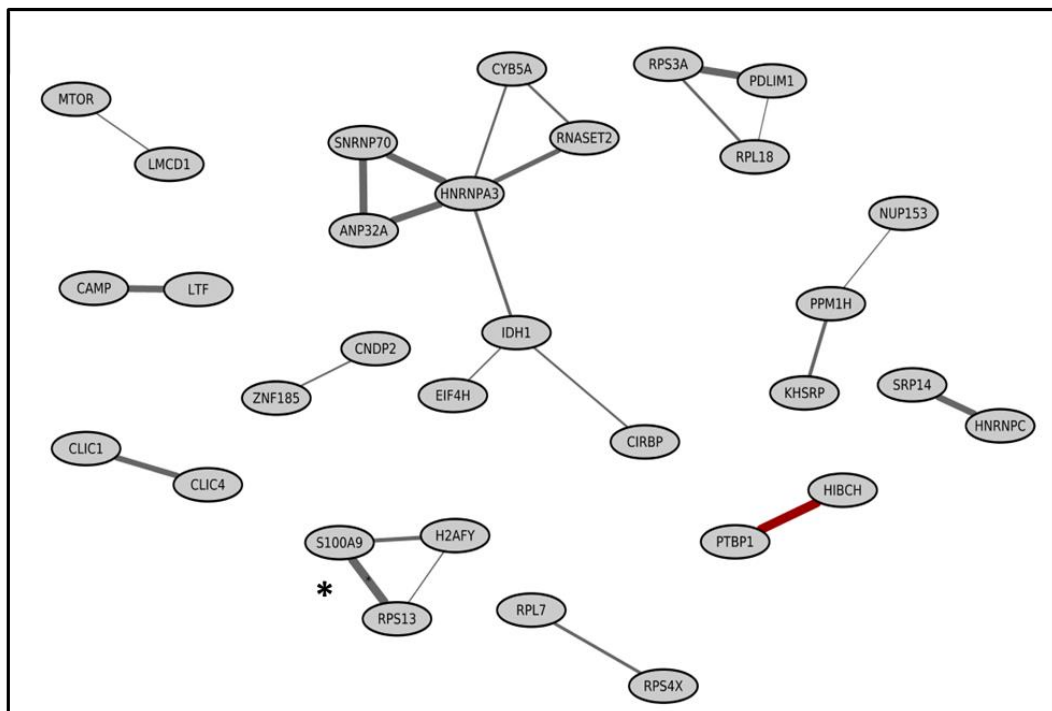 CYB5A
RPS3A
PDLIM1
MTOR
SNRNP70
RNASET2
LMCD1
RPL18
HNRNPA3
ANP32A
NUP153
CAMP
LTF
PPM1H
IDH1
CNDP2
ZNF185
EIF4H
KHSRP
SRP14
HNRNPC
CIRBP
CLIC1
CLIC4
HIBCH
S100A9
H2AFY
PTBP1
*
RPS13
RPL7
RPS4X